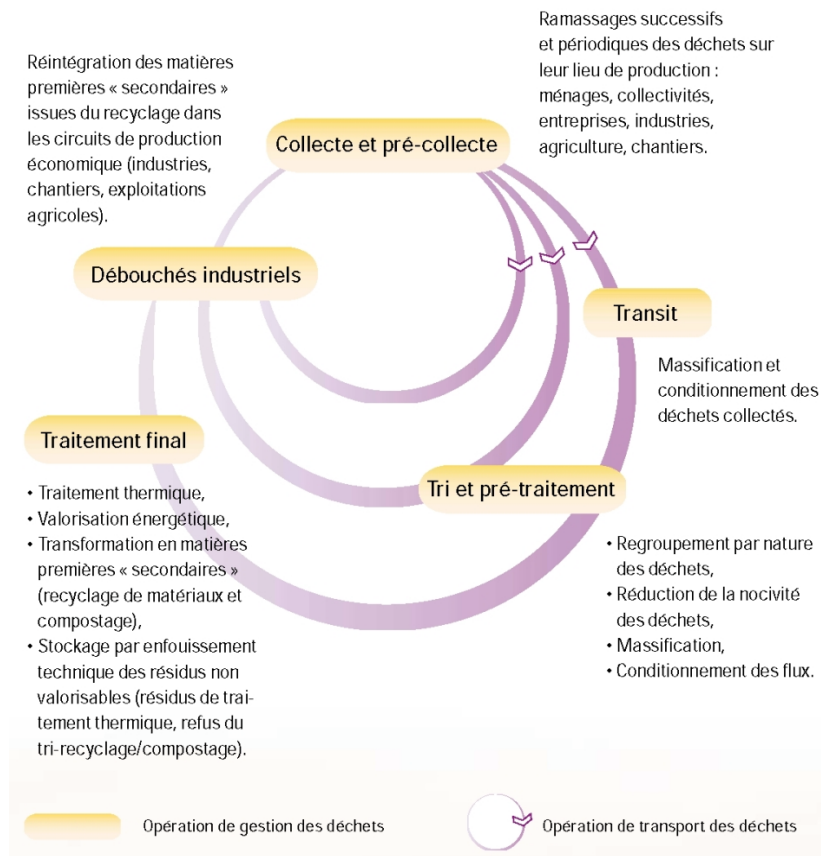 Ramassages successifs
et périodiques des déchets sur
leur lieu de production :
ménages, collectivités,
entreprises, industries,
agriculture, chantiers.
Réintégration des matières
premières « secondaires »
issues du recyclage dans
les circuits de production
économique (industries,
chantiers, exploitations
agricoles).
Collecte et pré-collecte
Débouchés industriels
Transit
Massification et
conditionnement des
déchets collectés.
Traitement final
• Traitement thermique,
• Valorisation énergétique,
• Transformation en matières
premières « secondaires »
(recyclage de matériaux et
compostage),
• Stockage par enfouissement
technique des résidus non
valorisables (résidus de trai-
tement thermique, refus du
tri-recyclage/compostage).
Tri et pré-traitement
• Regroupement par nature
des déchets,
• Réduction de la nocivité
des déchets,
• Massification,
• Conditionnement des flux.
Opération de gestion des déchets
Opération de transport des déchets